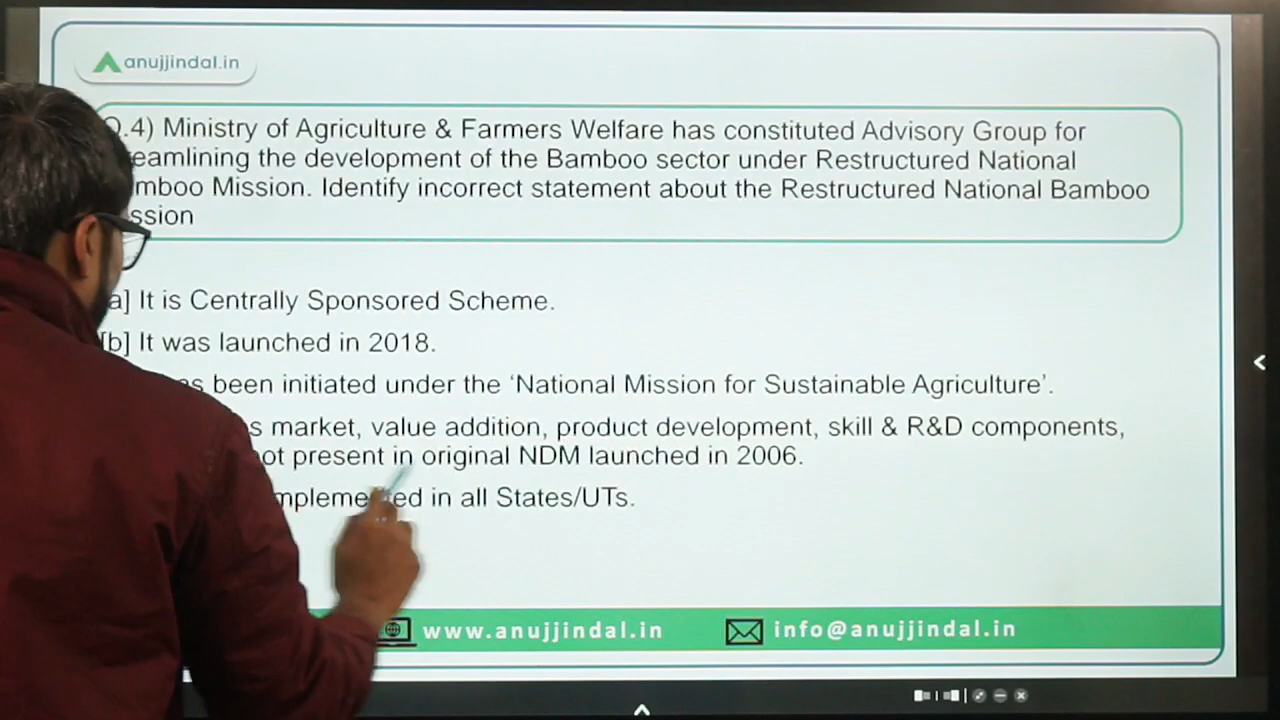 anujjindal.in
Q.4) Ministry of Agriculture & Farmers Welfare has constituted Advisory Group for
eamlining the development of the Bamboo sector under Restructured National
mboo Mission. Identify incorrect statement about the Restructured National Bamboo
ssion
a] It is Centrally Sponsored Scheme.
[b] It was launched in 2018.
as been initiated under the ‘National Mission for Sustainable Agriculture’.
s market, value addition, product development, skill & R&D components,
ot present in original NDM launched in 2006.
mplemented in all States/UTs.
www.anujjindal.in info@anujjindal.in